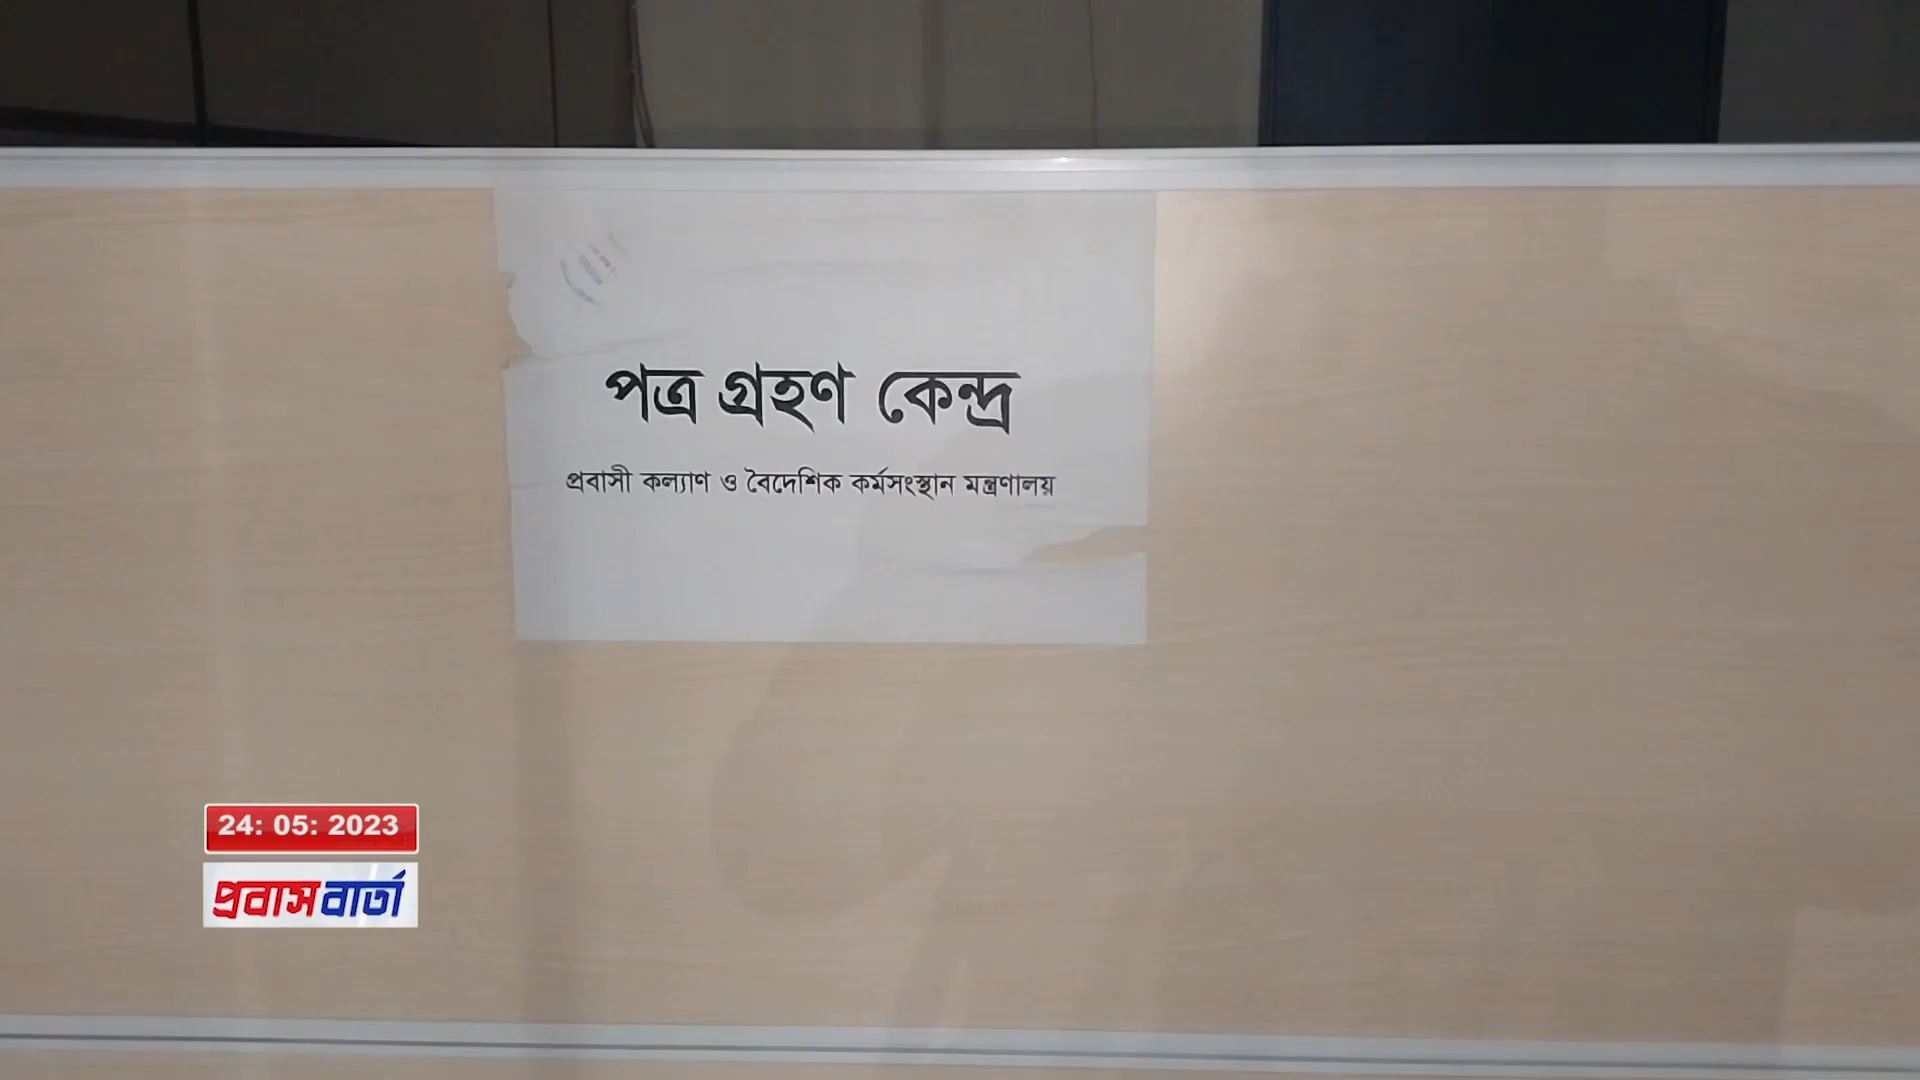 পত্র গ্রহণ কেন্দ্র
প্রবাসী কল্যাণ ও বৈদেশিক কর্মসংস্থান মন্ত্রণালয়
24: 05: 2023
প্রবাসবার্তা